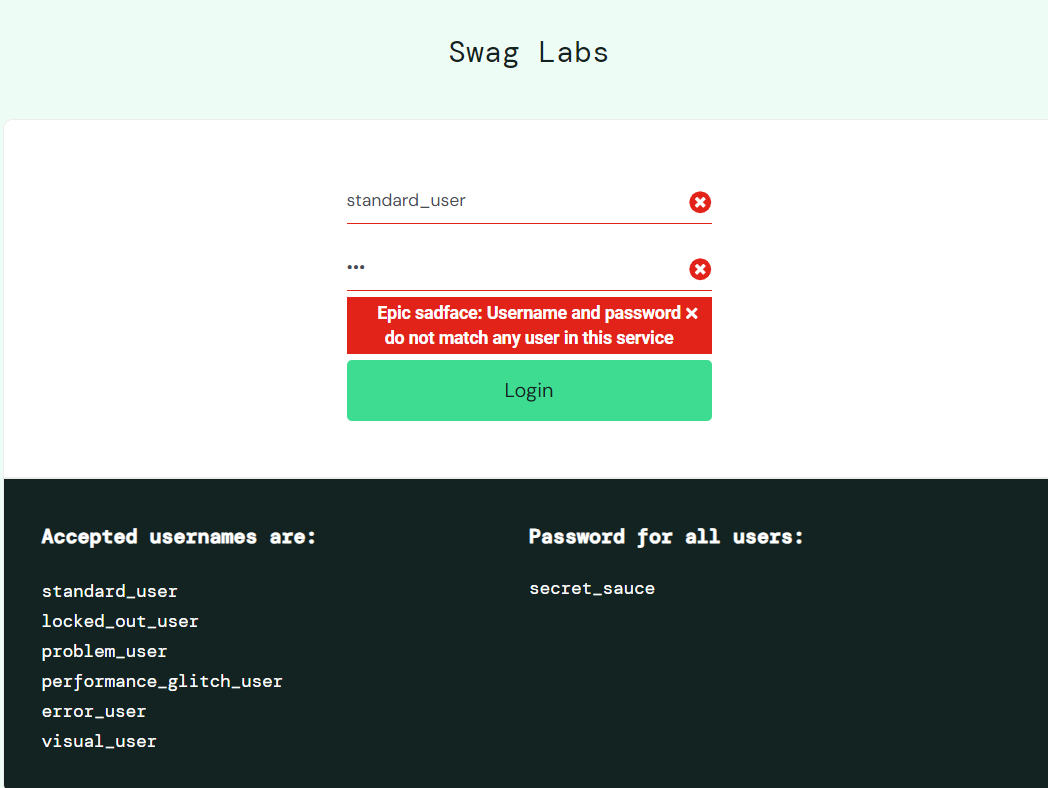 Swag Labs
standard_user
•••
Epic sadface: Username and password
do not match any user in this service
Login
Accepted usernames are:
standard_user
locked_out_user
problem_user
performance_glitch_user
error_user
visual_user
Password for all users:
secret_sauce